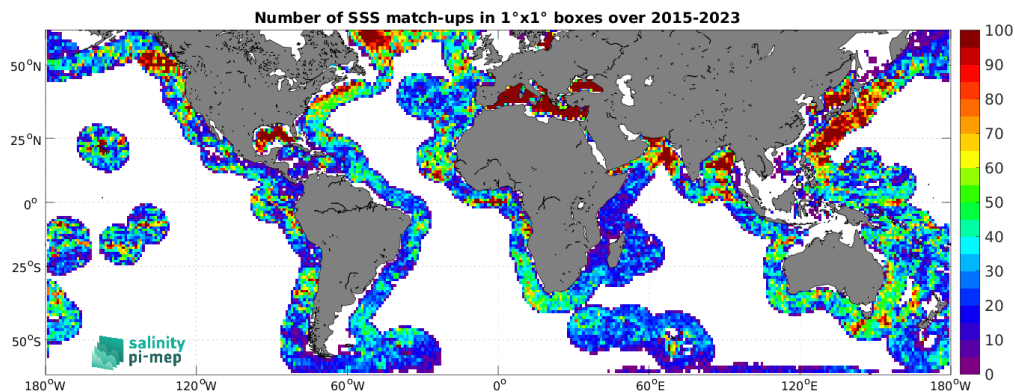 Number of SSS match-ups in 1°x1° boxes over 2015-2023
50°N
25°N
0°
25°S
50°S
180°W
120°W
60°W
0°
60°E
120°E
180°W
100
90
80
70
60
50
40
30
20
10
0
salinity
pi-mep